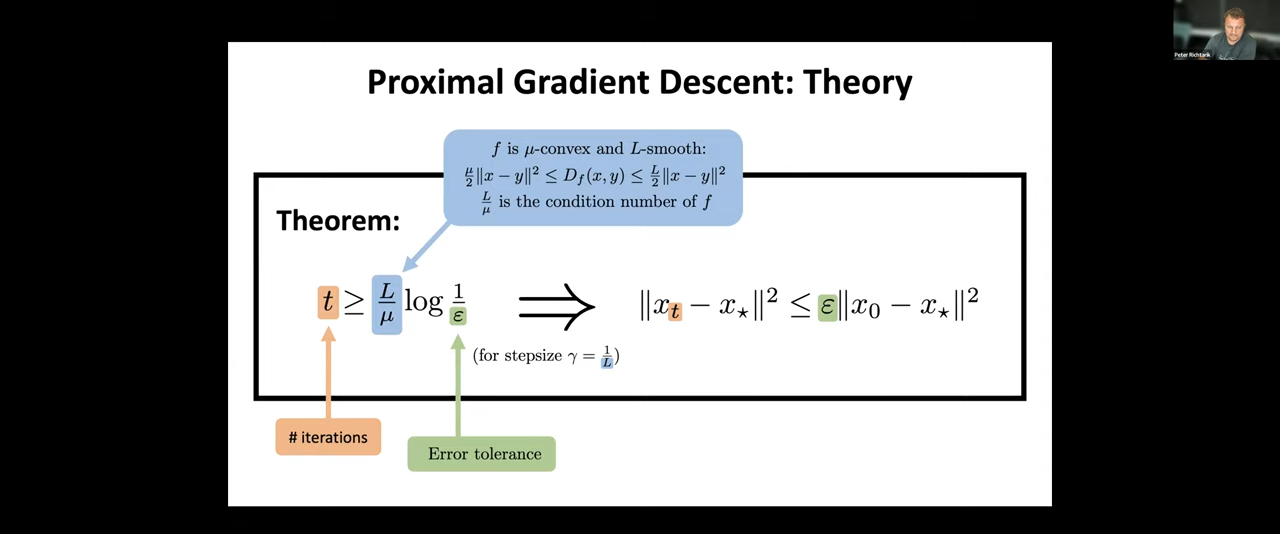 Peter Richtarik
Proximal Gradient Descent: Theory
f is μ-convex and L-smooth:
μ/2 ‖x − y‖² ≤ D_f(x, y) ≤ L/2 ‖x − y‖²
L/μ is the condition number of f
Theorem:
t ≥ L/μ log 1/ε ⟹ ‖x_t − x_⋆‖² ≤ ε‖x_0 − x_⋆‖²
(for stepsize γ = 1/L)
# iterations
Error tolerance